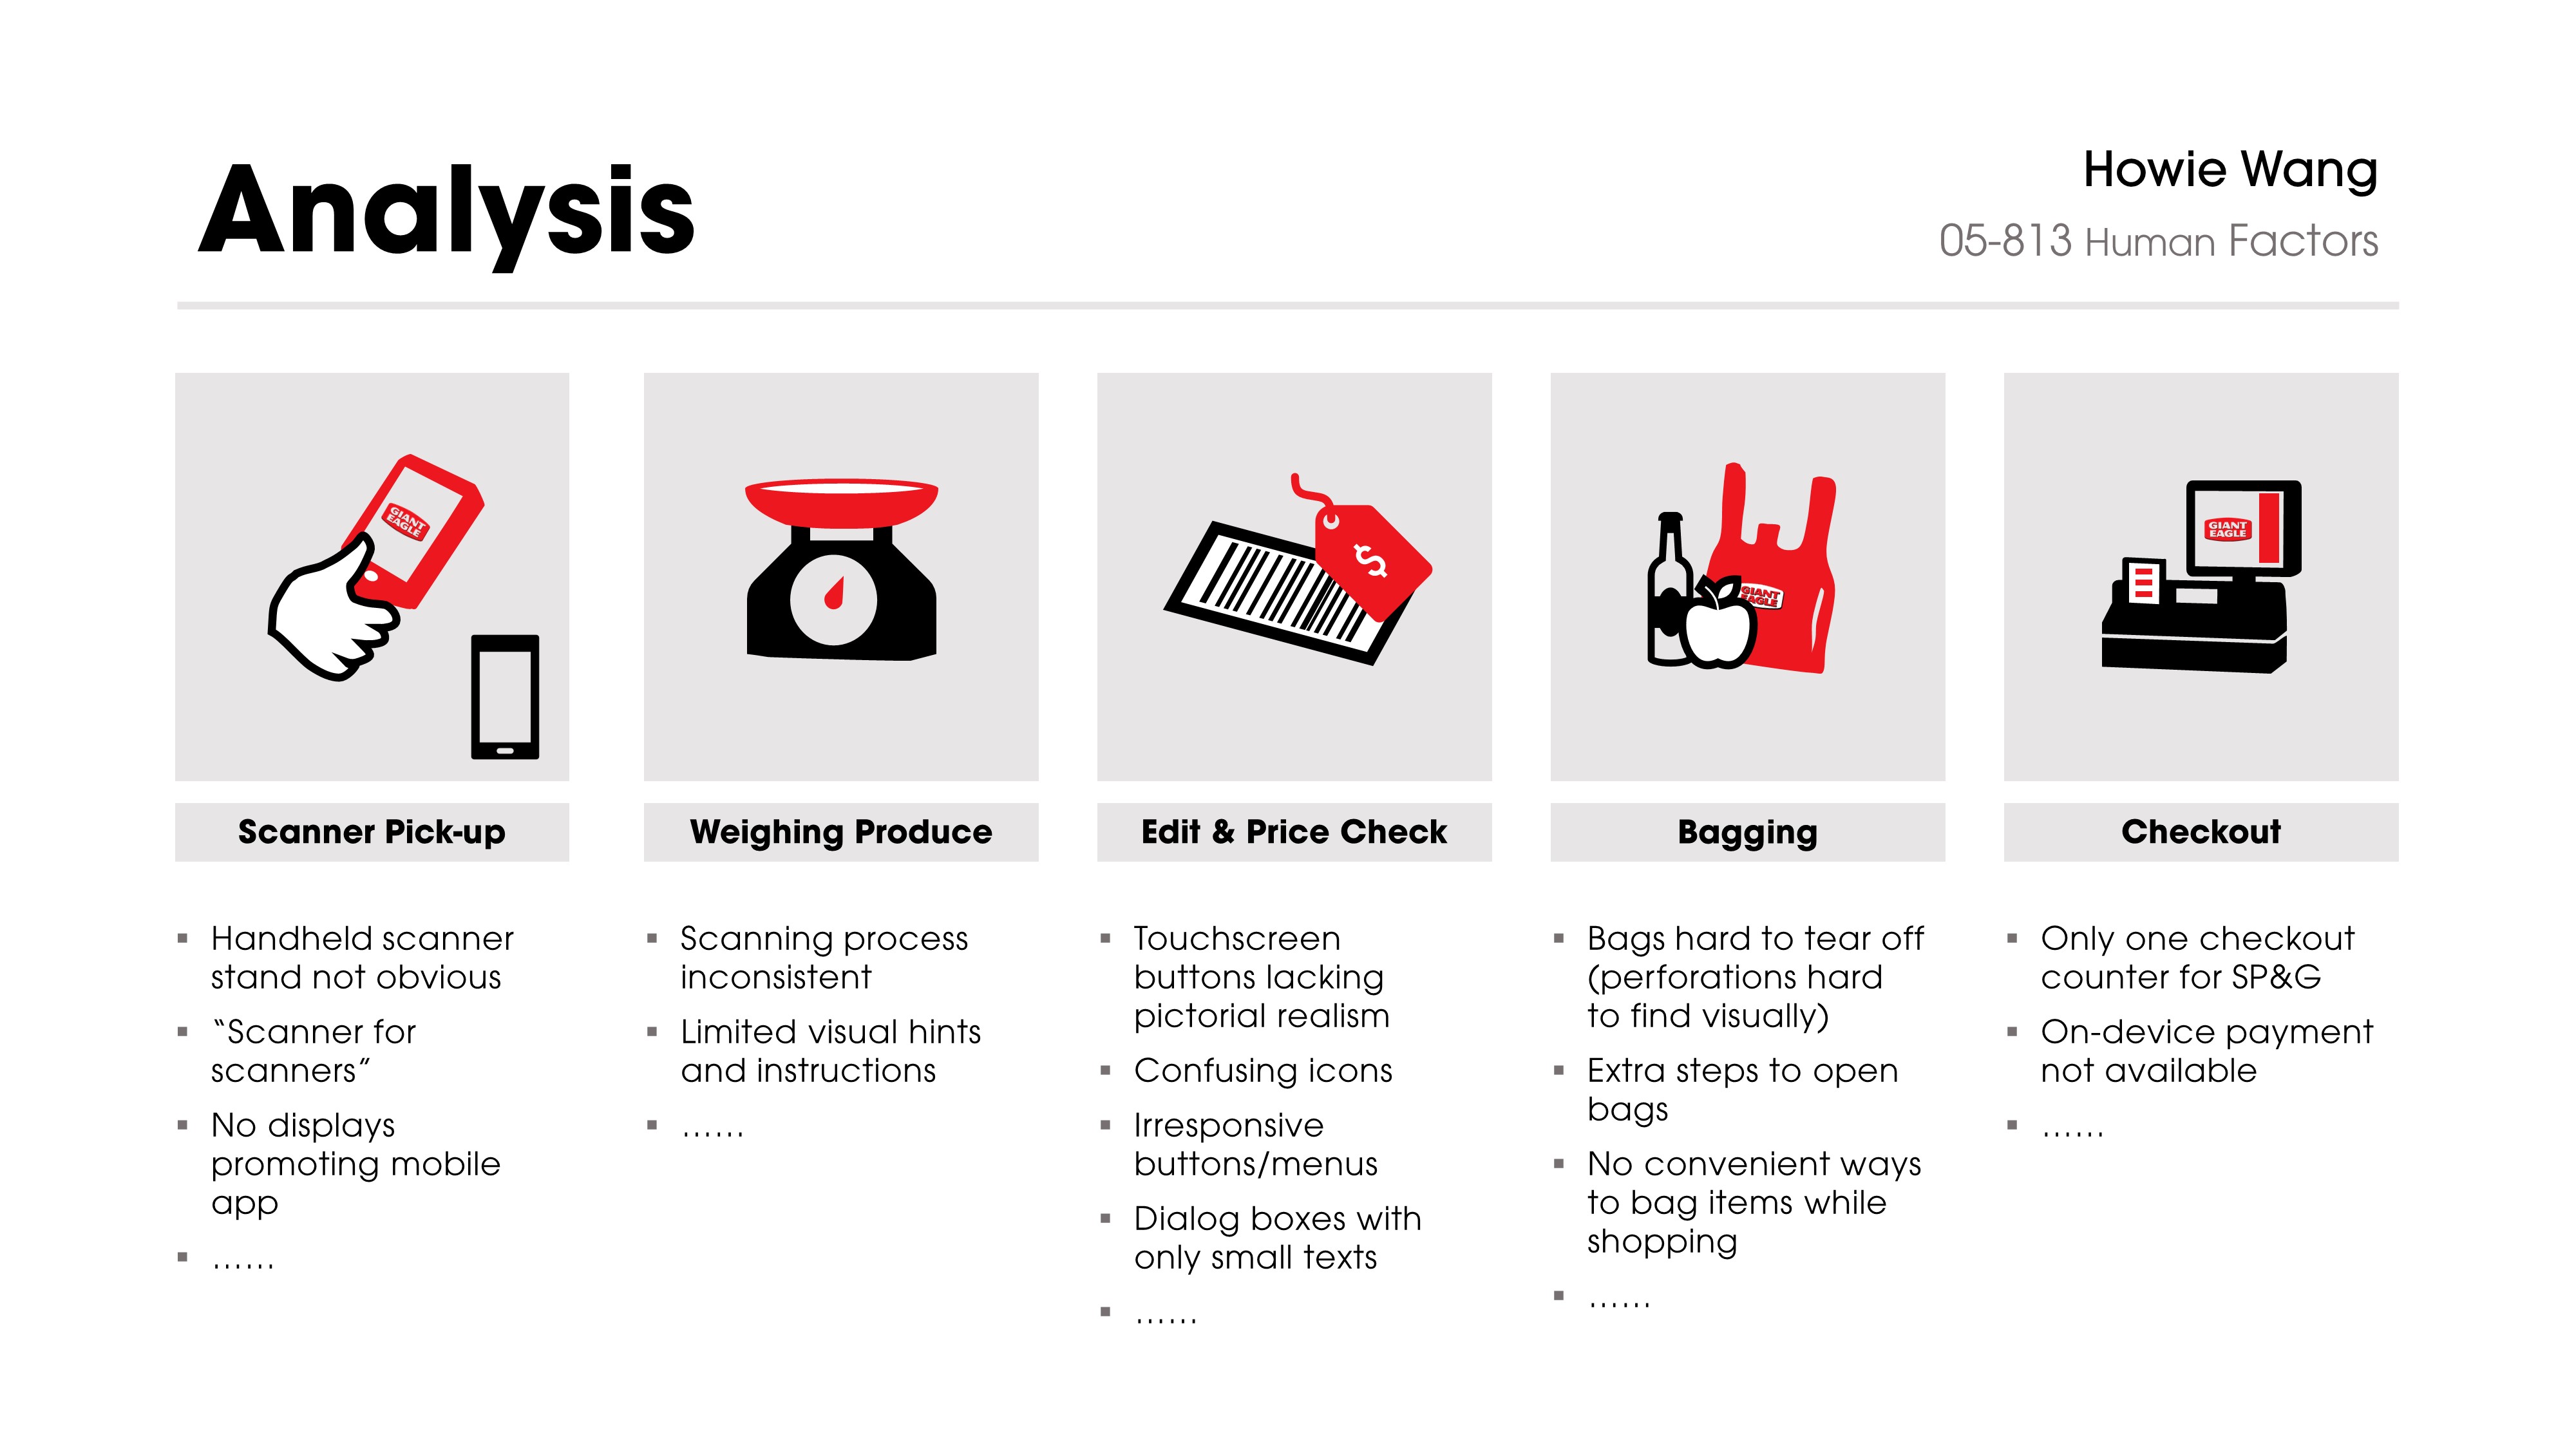 Analysis
Howie Wang
05-813 Human Factors
GIANT
EAGLE
$
GIANT
EAGLE
GIANT
EAGLE
Scanner Pick-up
Weighing Produce
Edit & Price Check
Bagging
Checkout
▪ Handheld scanner
stand not obvious
▪ “Scanner for
scanners”
▪ No displays
promoting mobile
app
▪ ......
▪ Scanning process
inconsistent
▪ Limited visual hints
and instructions
▪ ......
▪ Touchscreen
buttons lacking
pictorial realism
▪ Confusing icons
▪ Irresponsive
buttons/menus
▪ Dialog boxes with
only small texts
▪ ......
▪ Bags hard to tear off
(perforations hard
to find visually)
▪ Extra steps to open
bags
▪ No convenient ways
to bag items while
shopping
▪ ......
▪ Only one checkout
counter for SP&G
▪ On-device payment
not available
▪ ......